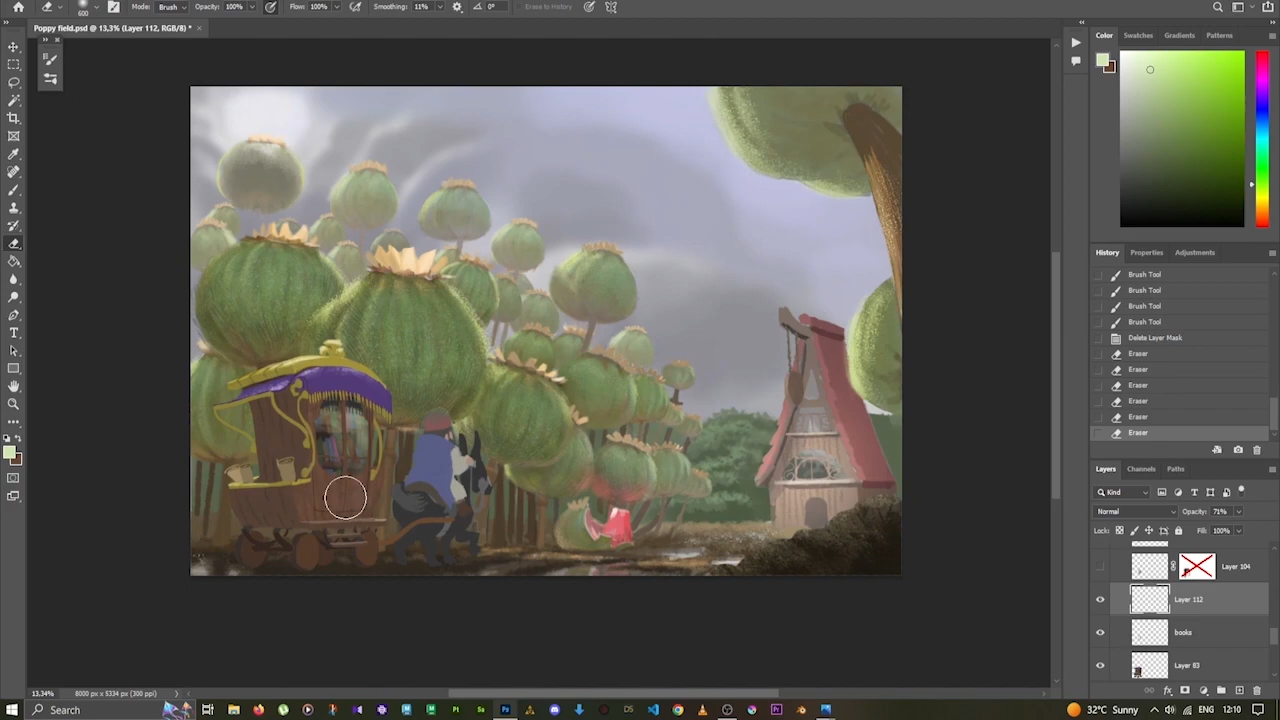 600
Mode: Brush Opacity: 100% Flow: 100% Smoothing: 11% 0° Erase to History
Poppy field.psd @ 13,3% (Layer 112, RGB/8) * ×
Color Swatches Gradients Patterns
History Properties Adjustments
Brush Tool
Brush Tool
Brush Tool
Brush Tool
Delete Layer Mask
Eraser
Eraser
Eraser
Eraser
Eraser
Eraser
Layers Channels Paths
Kind
Normal Opacity: 71%
Lock: Fill: 100%
Layer 104
Layer 112
books
Layer 83
13,34% 8000 px x 5334 px (300 ppi)
Search
32°C Sunny ENG 12:10